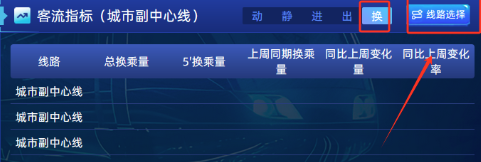 客流指标（城市副中心线） 动 静 进 出 换 线路选择
线路 总换乘量 5'换乘量 上周同期换乘量 同比上周变化量 同比上周变化率
城市副中心线
城市副中心线
城市副中心线